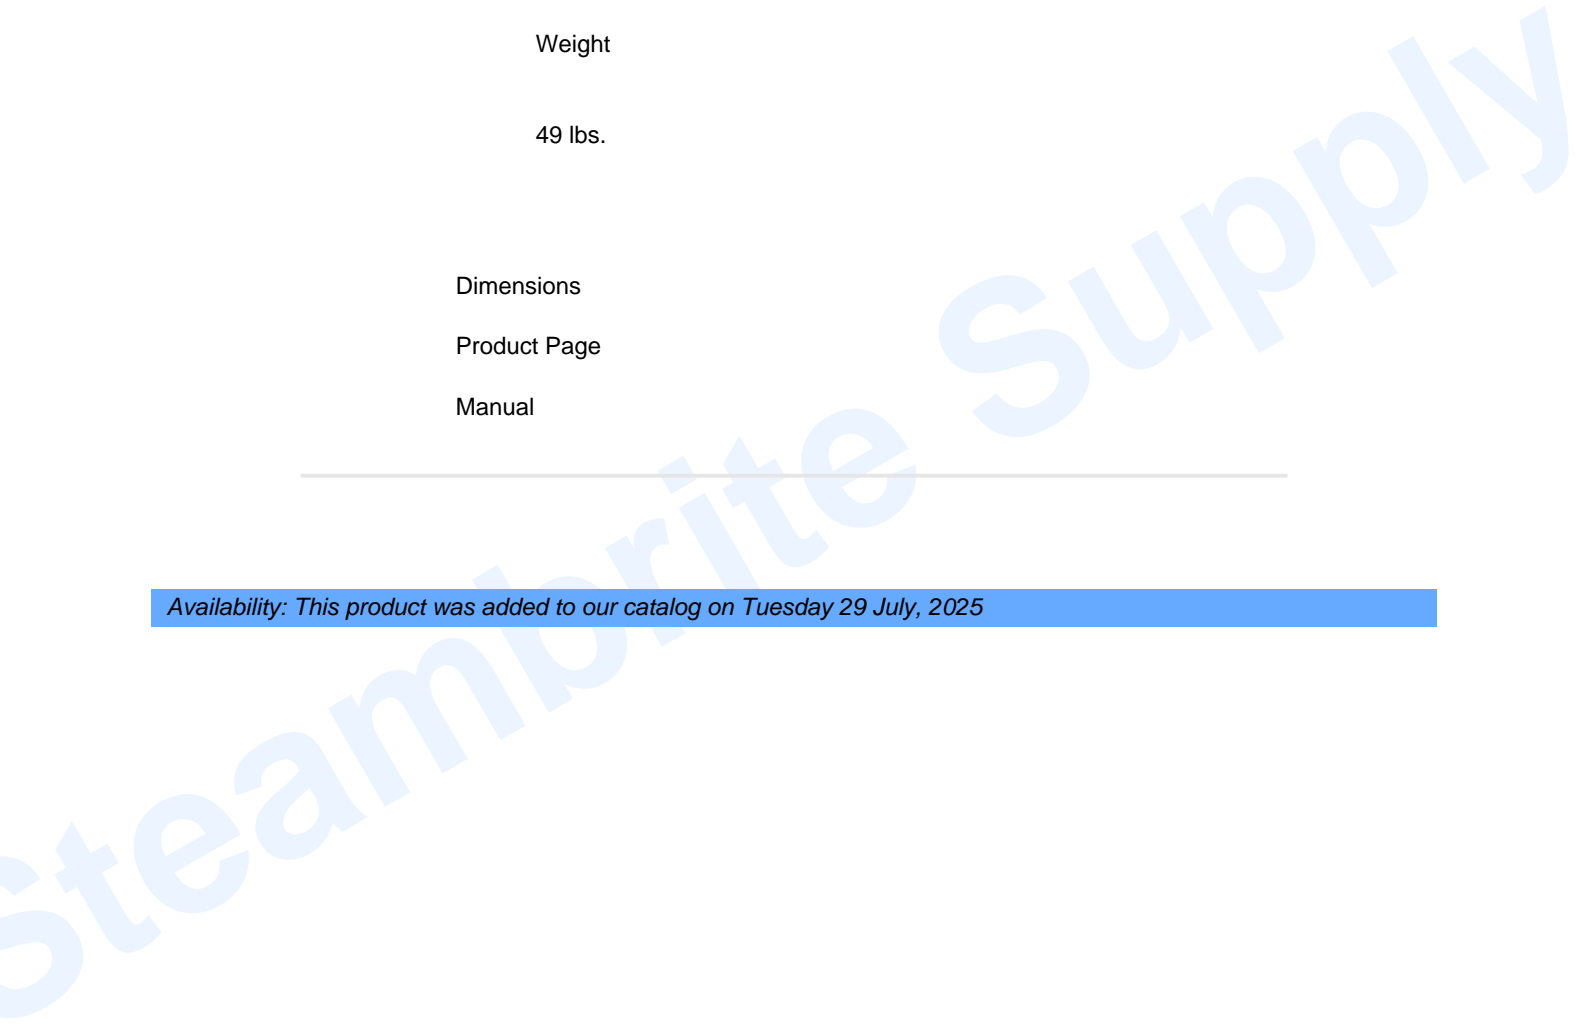 Weight
49 lbs.
Dimensions
Product Page
Manual
Availability: This product was added to our catalog on Tuesday 29 July, 2025
Steambrite Supply